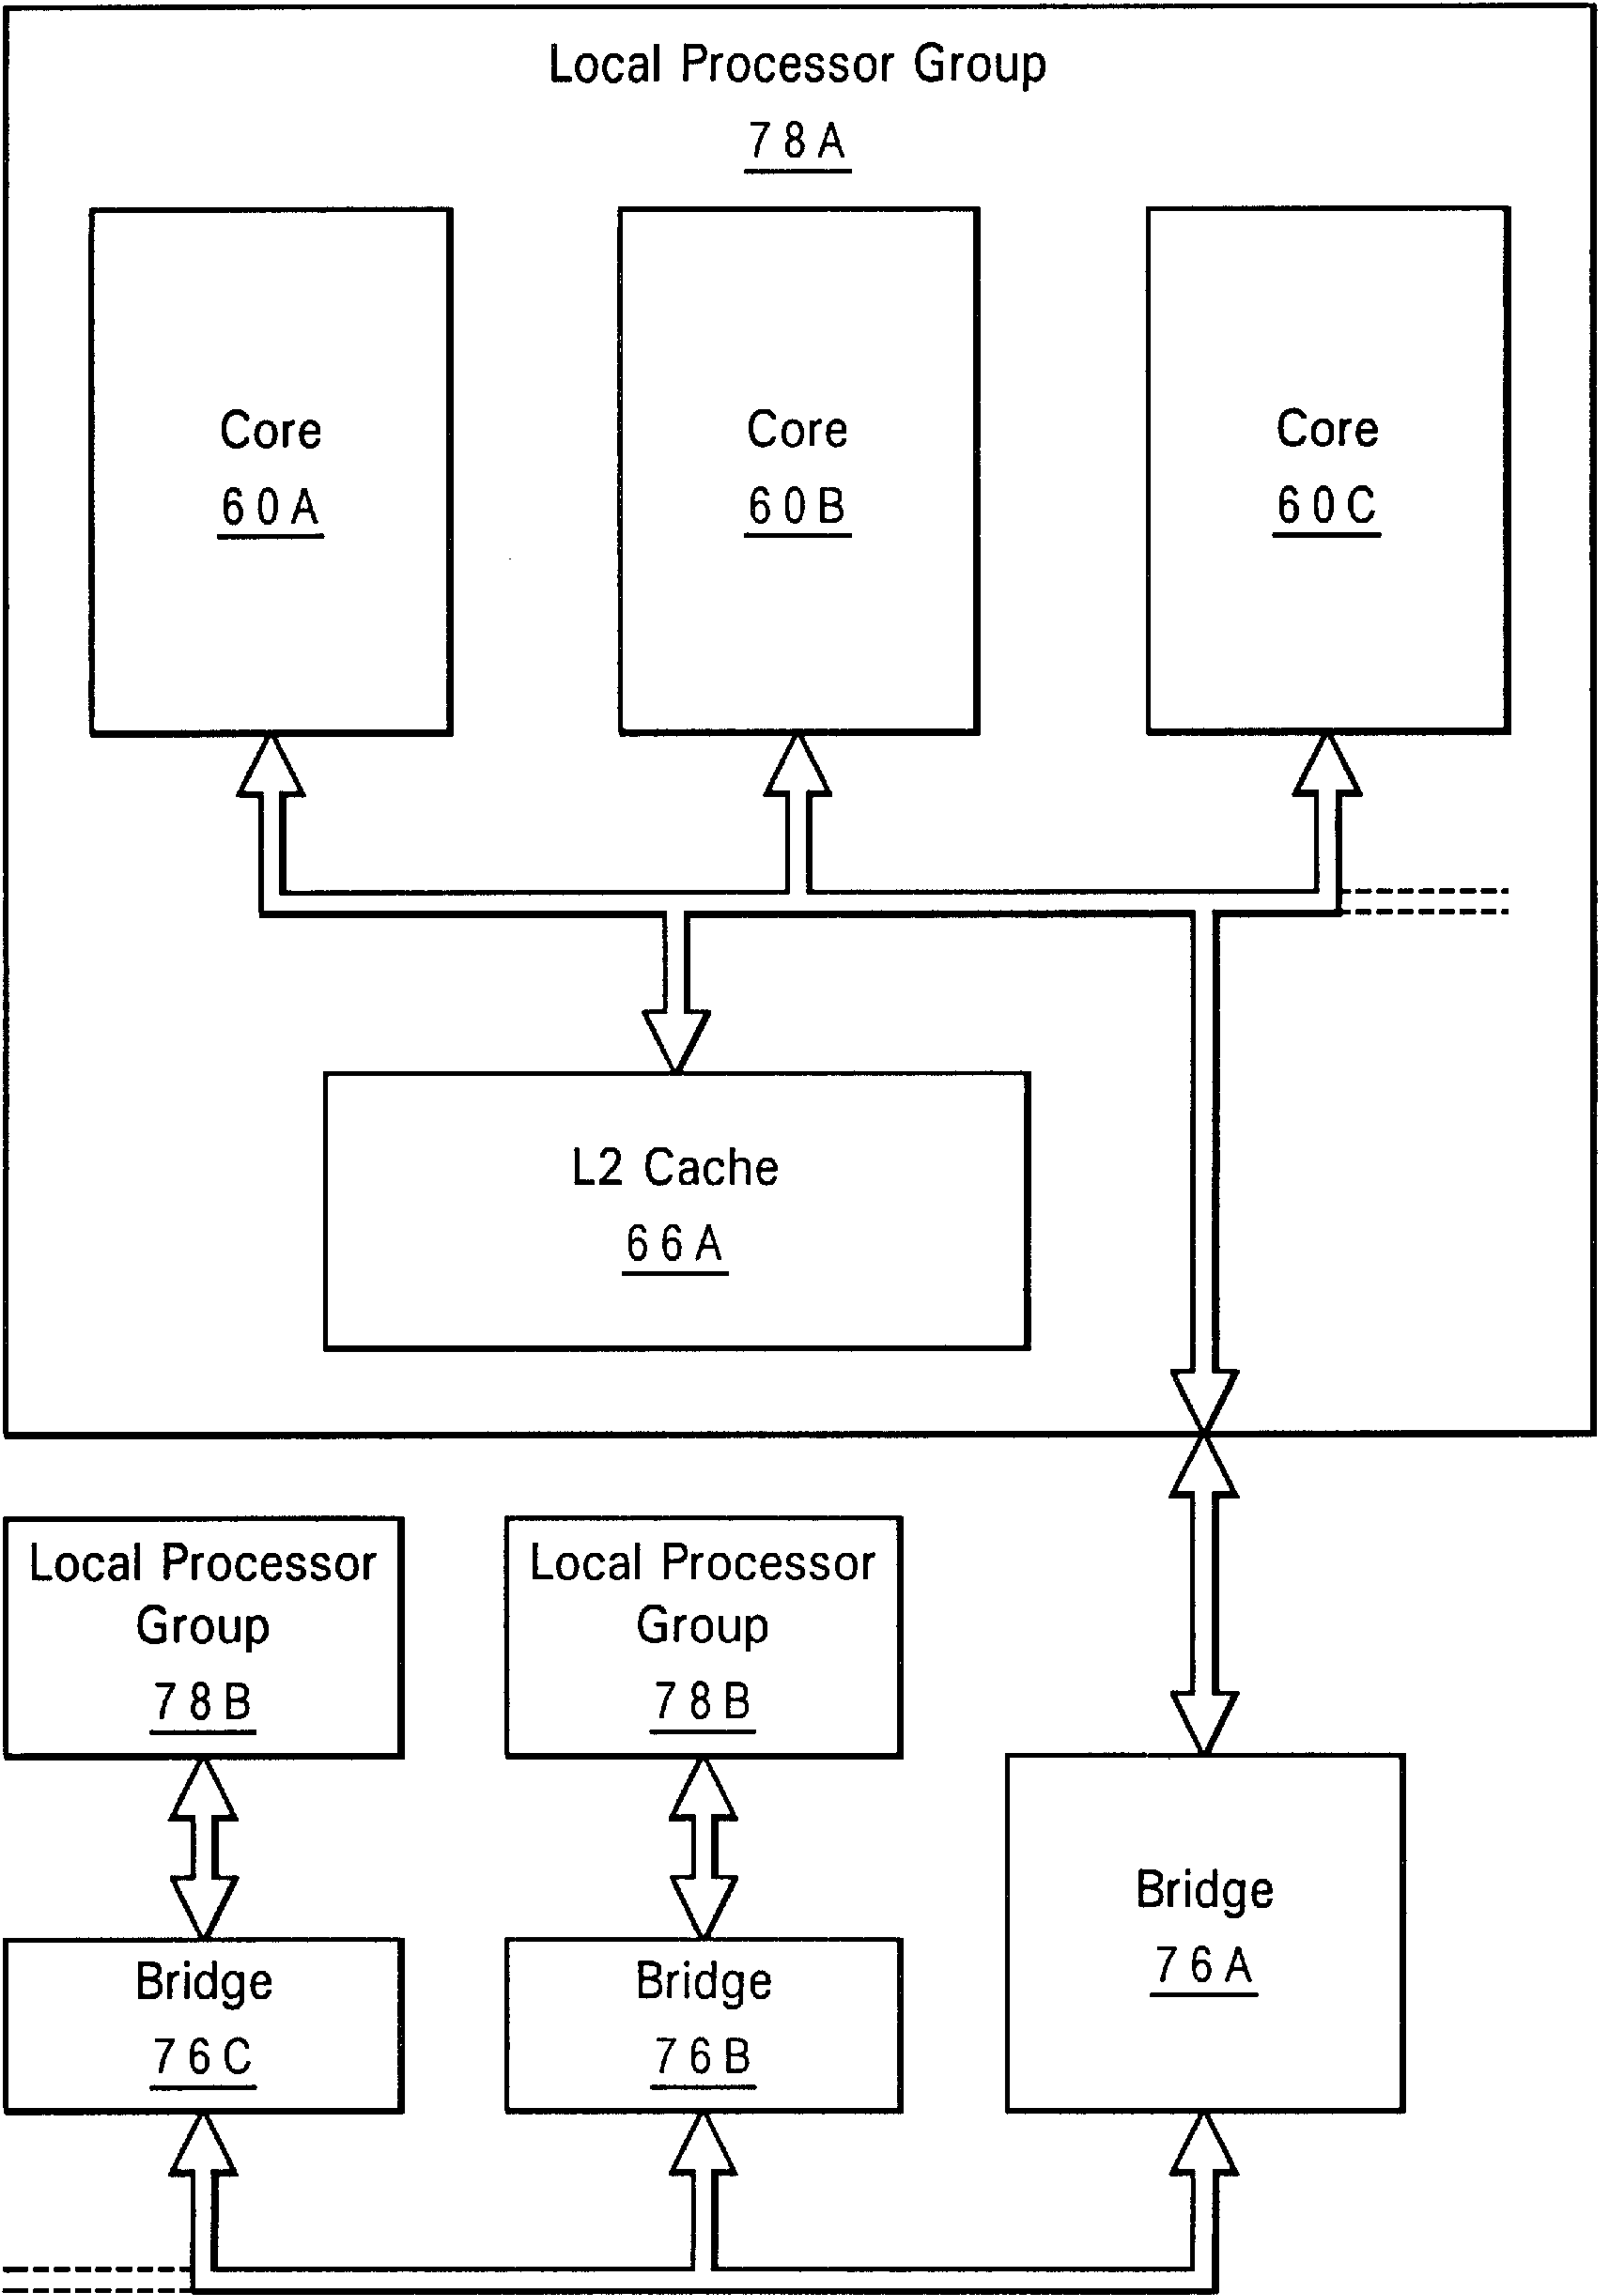 Local Processor Group
78A
Core
60A
Core
60B
Core
60C
L2 Cache
66A
Local Processor
Group
78B
Local Processor
Group
78B
Bridge
76A
Bridge
76C
Bridge
76B